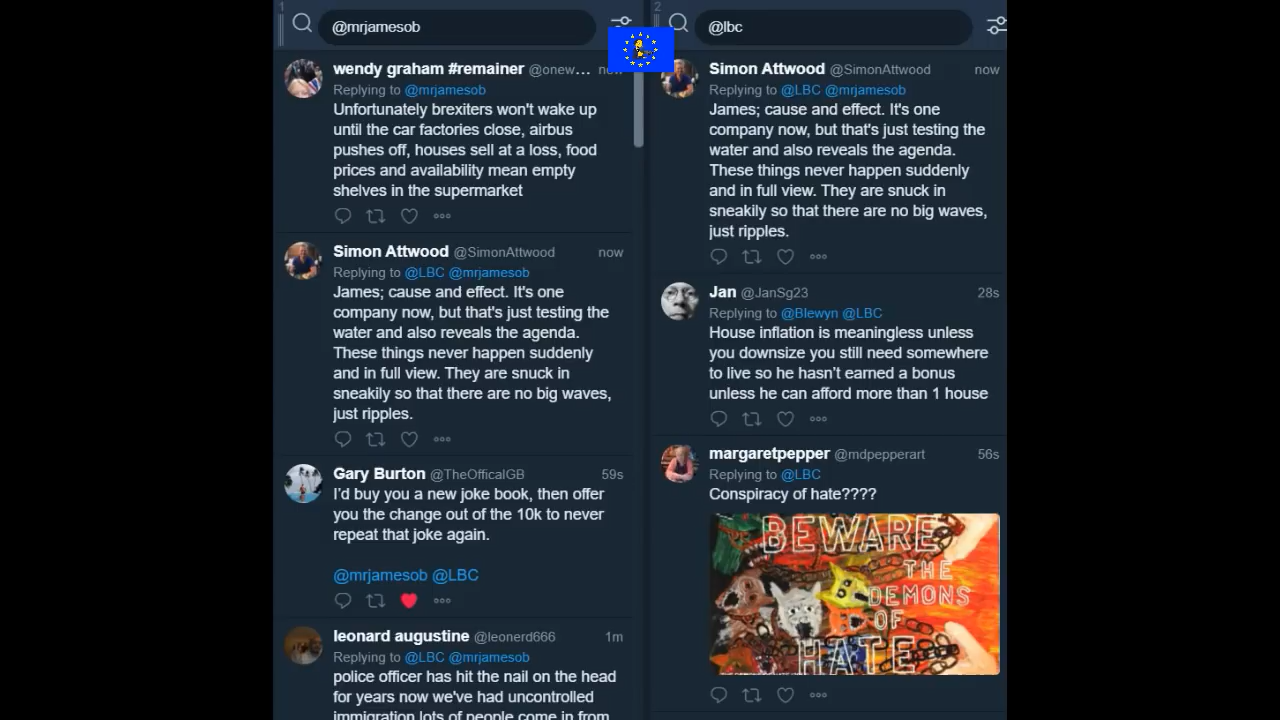 1
@mrjamesob
wendy graham #remainer @onew... now
Replying to @mrjamesob
Unfortunately brexiters won't wake up
until the car factories close, airbus
pushes off, houses sell at a loss, food
prices and availability mean empty
shelves in the supermarket
Simon Attwood @SimonAttwood now
Replying to @LBC @mrjamesob
James; cause and effect. It's one
company now, but that's just testing the
water and also reveals the agenda.
These things never happen suddenly
and in full view. They are snuck in
sneakily so that there are no big waves,
just ripples.
Gary Burton @TheOfficalGB 59s
I'd buy you a new joke book, then offer
you the change out of the 10k to never
repeat that joke again.
@mrjamesob @LBC
leonard augustine @leonerd666 1m
Replying to @LBC @mrjamesob
police officer has hit the nail on the head
for years now we've had uncontrolled
immigration lots of people come in from
2
@lbc
Simon Attwood @SimonAttwood now
Replying to @LBC @mrjamesob
James; cause and effect. It's one
company now, but that's just testing the
water and also reveals the agenda.
These things never happen suddenly
and in full view. They are snuck in
sneakily so that there are no big waves,
just ripples.
Jan @JanSg23 28s
Replying to @Blewyn @LBC
House inflation is meaningless unless
you downsize you still need somewhere
to live so he hasn't earned a bonus
unless he can afford more than 1 house
margaretpepper @mdpepperart 56s
Replying to @LBC
Conspiracy of hate????
BEWARE
THE
DEMONS
OF
HATE